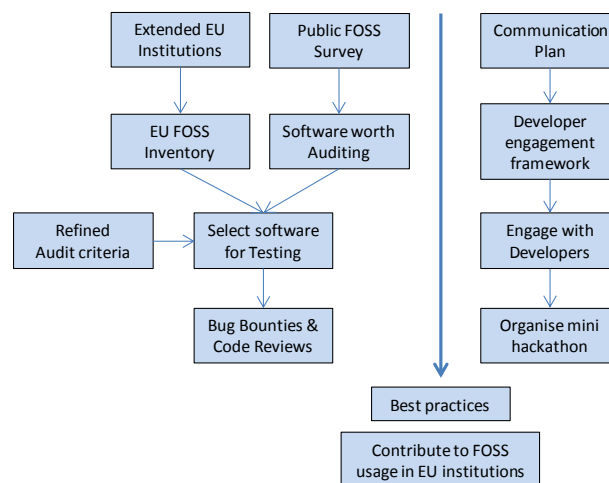 Extended EU
Institutions
Public FOSS
Survey
Communication
Plan
EU FOSS
Inventory
Software worth
Auditing
Developer
engagement
framework
Refined
Audit criteria
Select software
for Testing
Engage with
Developers
Bug Bounties &
Code Reviews
Organise mini
hackathon
Best practices
Contribute to FOSS
usage in EU institutions